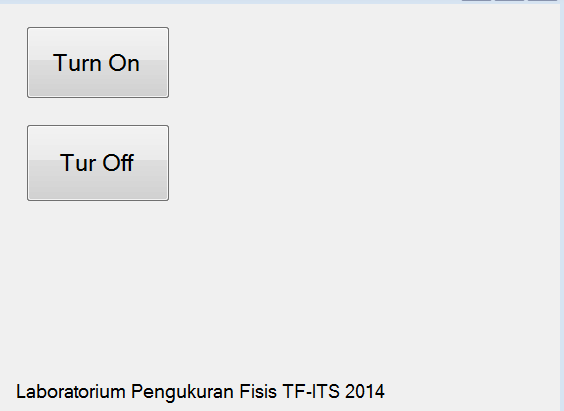 Turn On
Tur Off
Laboratorium Pengukuran Fisis TF-ITS 2014